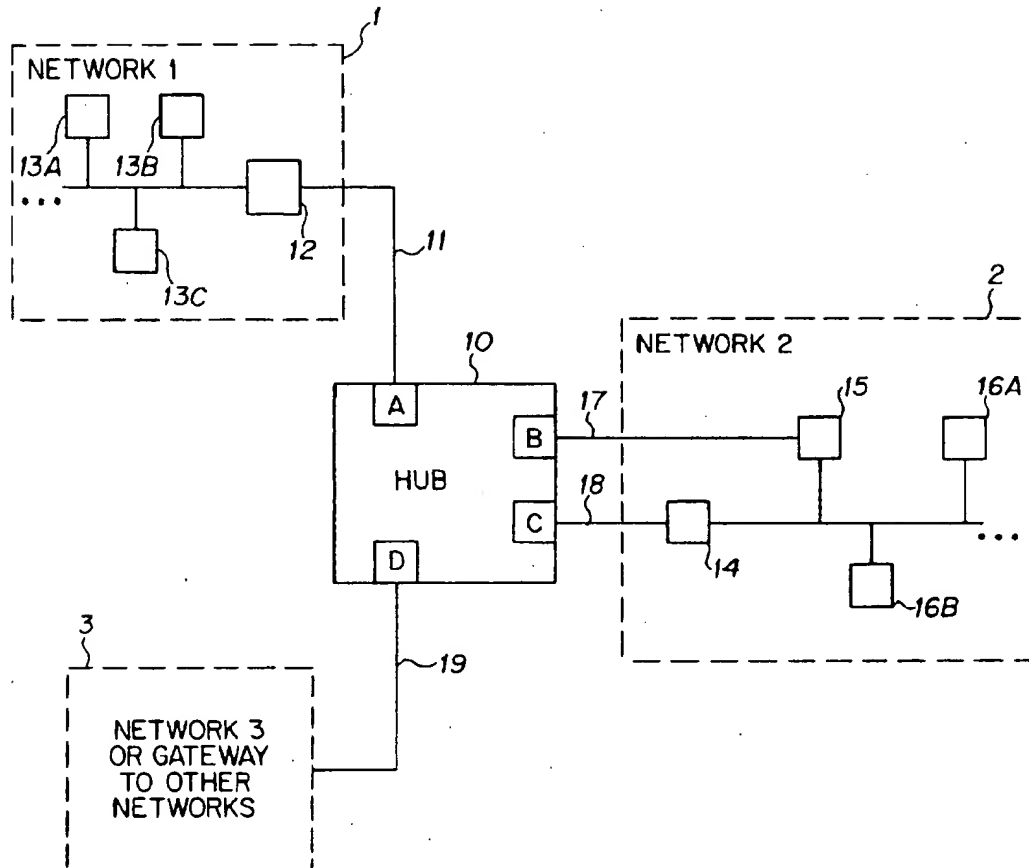 1
NETWORK 1
13A
13B
...
12
13C
11
2
NETWORK 2
10
A
15
16A
17
B
HUB
18
C
...
14
D
16B
3
19
NETWORK 3
OR GATEWAY
TO OTHER
NETWORKS